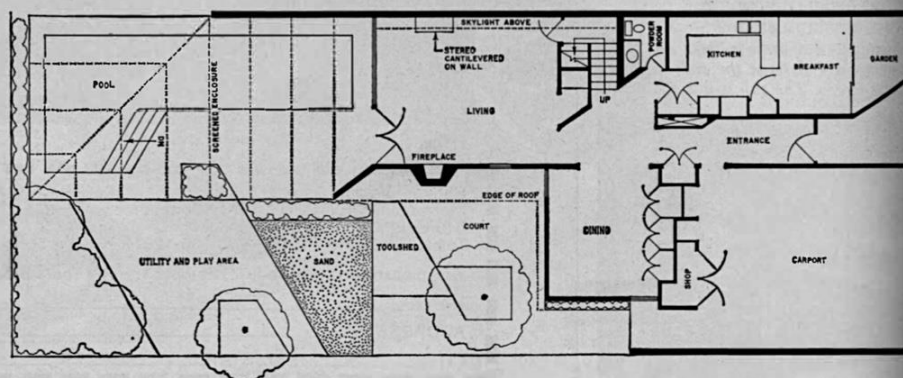 SKYLIGHT ABOVE
STEREO
CANTILEVERED
ON WALL
POWDER
ROOM
KITCHEN
BREAKFAST
GARDEN
POOL
SCREENED ENCLOSURE
UP
LIVING
ENTRANCE
FIREPLACE
EDGE OF ROOF
COURT
DINING
UTILITY AND PLAY AREA
SAND
TOOLSHED
SHOP
CARPORT